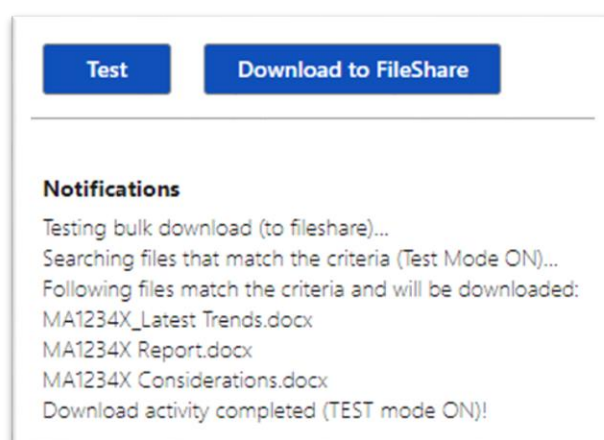 Test
Download to FileShare
Notifications
Testing bulk download (to fileshare)...
Searching files that match the criteria (Test Mode ON)...
Following files match the criteria and will be downloaded:
MA1234X_Latest Trends.docx
MA1234X Report.docx
MA1234X Considerations.docx
Download activity completed (TEST mode ON)!